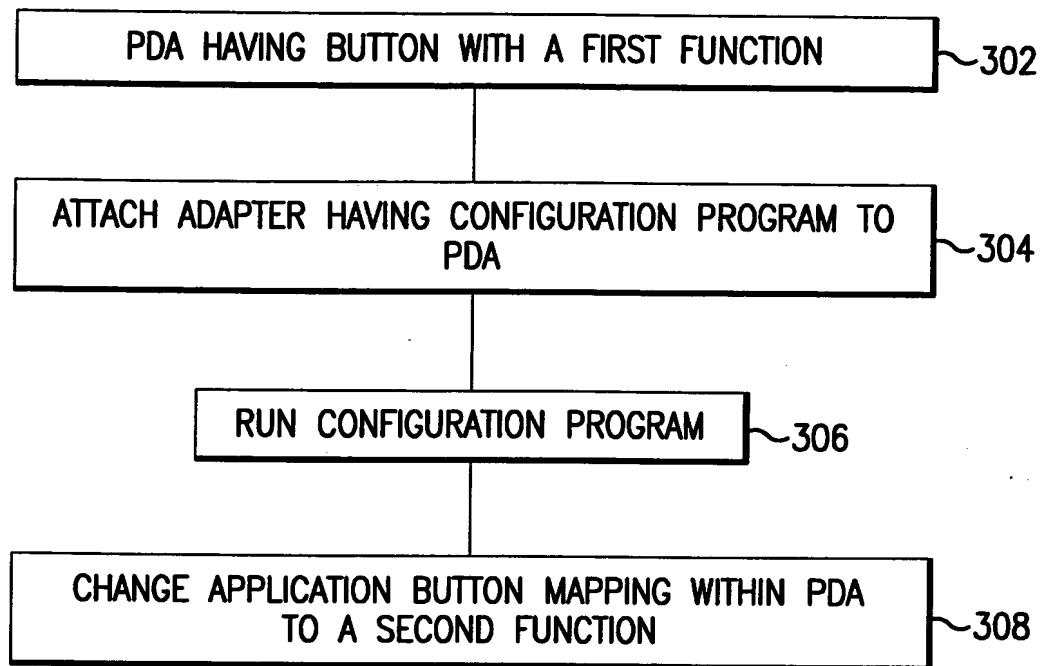 PDA HAVING BUTTON WITH A FIRST FUNCTION
302
ATTACH ADAPTER HAVING CONFIGURATION PROGRAM TO
PDA
304
RUN CONFIGURATION PROGRAM
306
CHANGE APPLICATION BUTTON MAPPING WITHIN PDA
TO A SECOND FUNCTION
308